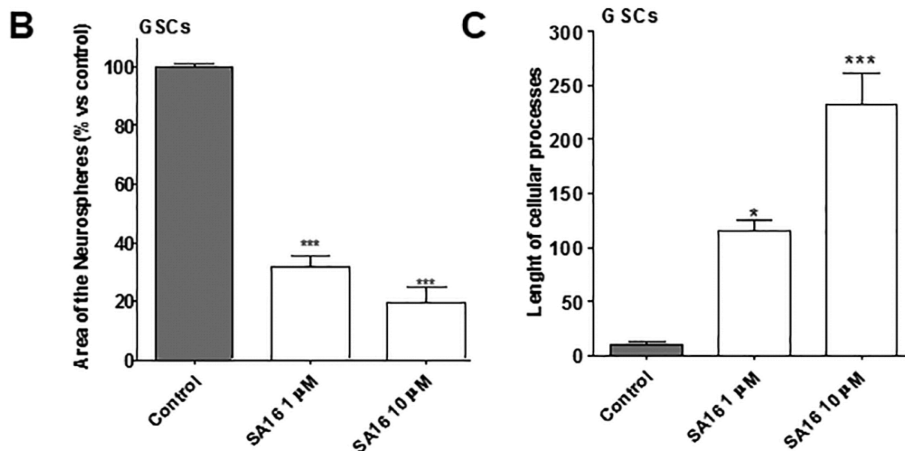 B
GSCs
Area of the Neurospheres (% vs control)
100
80
60
40
20
0
***
***
Control
SA16 1 µM
SA16 10 µM
C
GSCs
Lenght of cellular processes
300
250
200
150
100
50
0
*
***
Control
SA16 1 µM
SA16 10 µM